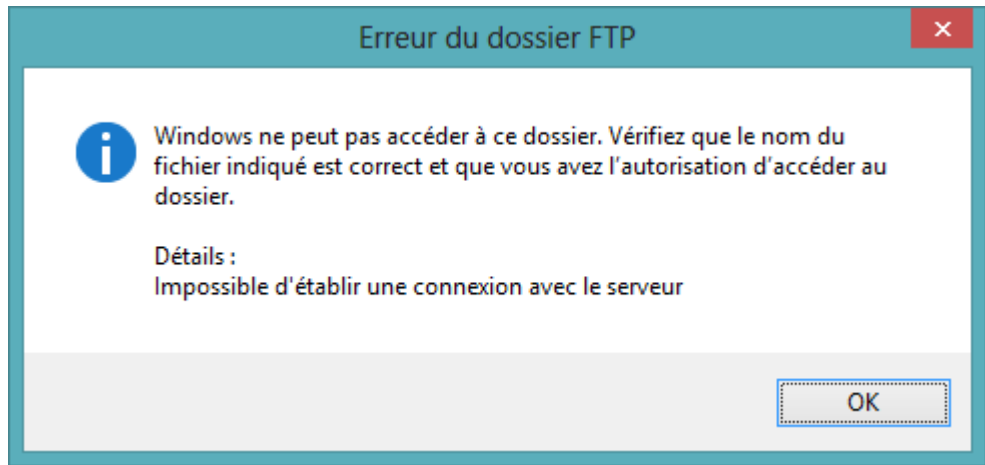 Erreur du dossier FTP
Windows ne peut pas accéder à ce dossier. Vérifiez que le nom du
fichier indiqué est correct et que vous avez l'autorisation d'accéder au
dossier.
Détails :
Impossible d'établir une connexion avec le serveur
OK